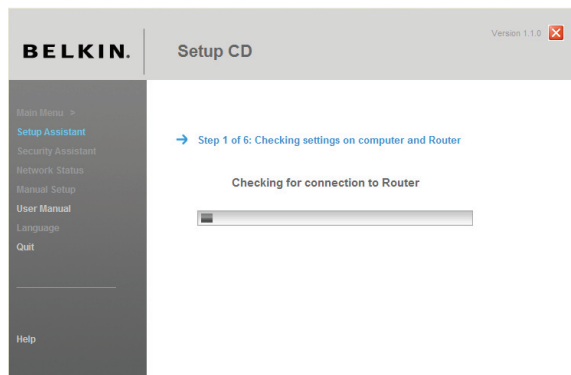 BELKIN.
Setup CD
Version 1.1.0
Main Menu >
Setup Assistant
Security Assistant
Network Status
Manual Setup
User Manual
Language
Quit
Help
Step 1 of 6: Checking settings on computer and Router
Checking for connection to Router